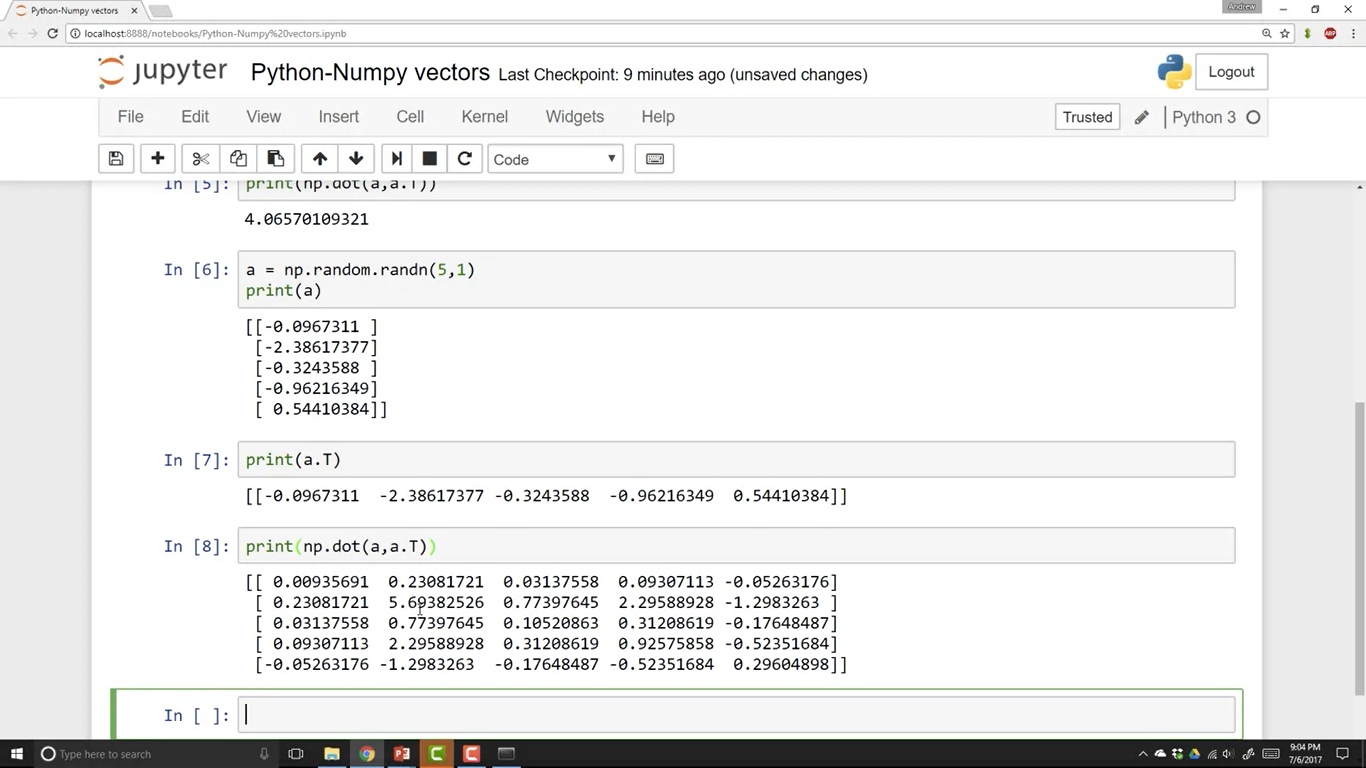 Python-Numpy vectors
Andrew
localhost:8888/notebooks/Python-Numpy%20vectors.ipynb
ABP
jupyter Python-Numpy vectors Last Checkpoint: 9 minutes ago (unsaved changes)
Logout
File Edit View Insert Cell Kernel Widgets Help
Trusted
Python 3
Code
In [5]: print(np.dot(a,a.T))
4.06570109321
In [6]: a = np.random.randn(5,1)
print(a)
[[-0.0967311 ]
[-2.38617377]
[-0.3243588 ]
[-0.96216349]
[ 0.54410384]]
In [7]: print(a.T)
[[-0.0967311 -2.38617377 -0.3243588 -0.96216349 0.54410384]]
In [8]: print(np.dot(a,a.T))
[[ 0.00935691 0.23081721 0.03137558 0.09307113 -0.05263176]
[ 0.23081721 5.69382526 0.77397645 2.29588928 -1.2983263 ]
[ 0.03137558 0.77397645 0.10520863 0.31208619 -0.17648487]
[ 0.09307113 2.29588928 0.31208619 0.92575858 -0.52351684]
[-0.05263176 -1.2983263 -0.17648487 -0.52351684 0.29604898]]
In [ ]:
Type here to search
9:04 PM
7/6/2017